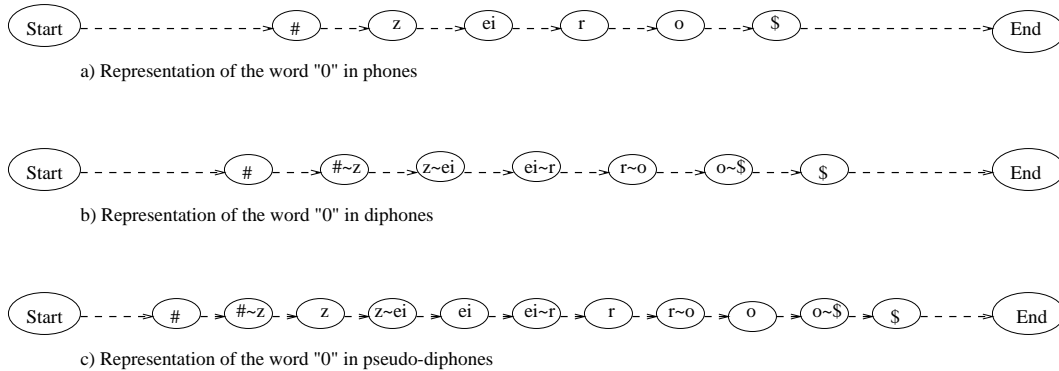 Start # z ei r o $ End
a) Representation of the word "0" in phones
Start # #~z z~ei ei~r r~o o~$ $ End
b) Representation of the word "0" in diphones
Start # #~z z z~ei ei ei~r r r~o o o~$ $ End
c) Representation of the word "0" in pseudo-diphones